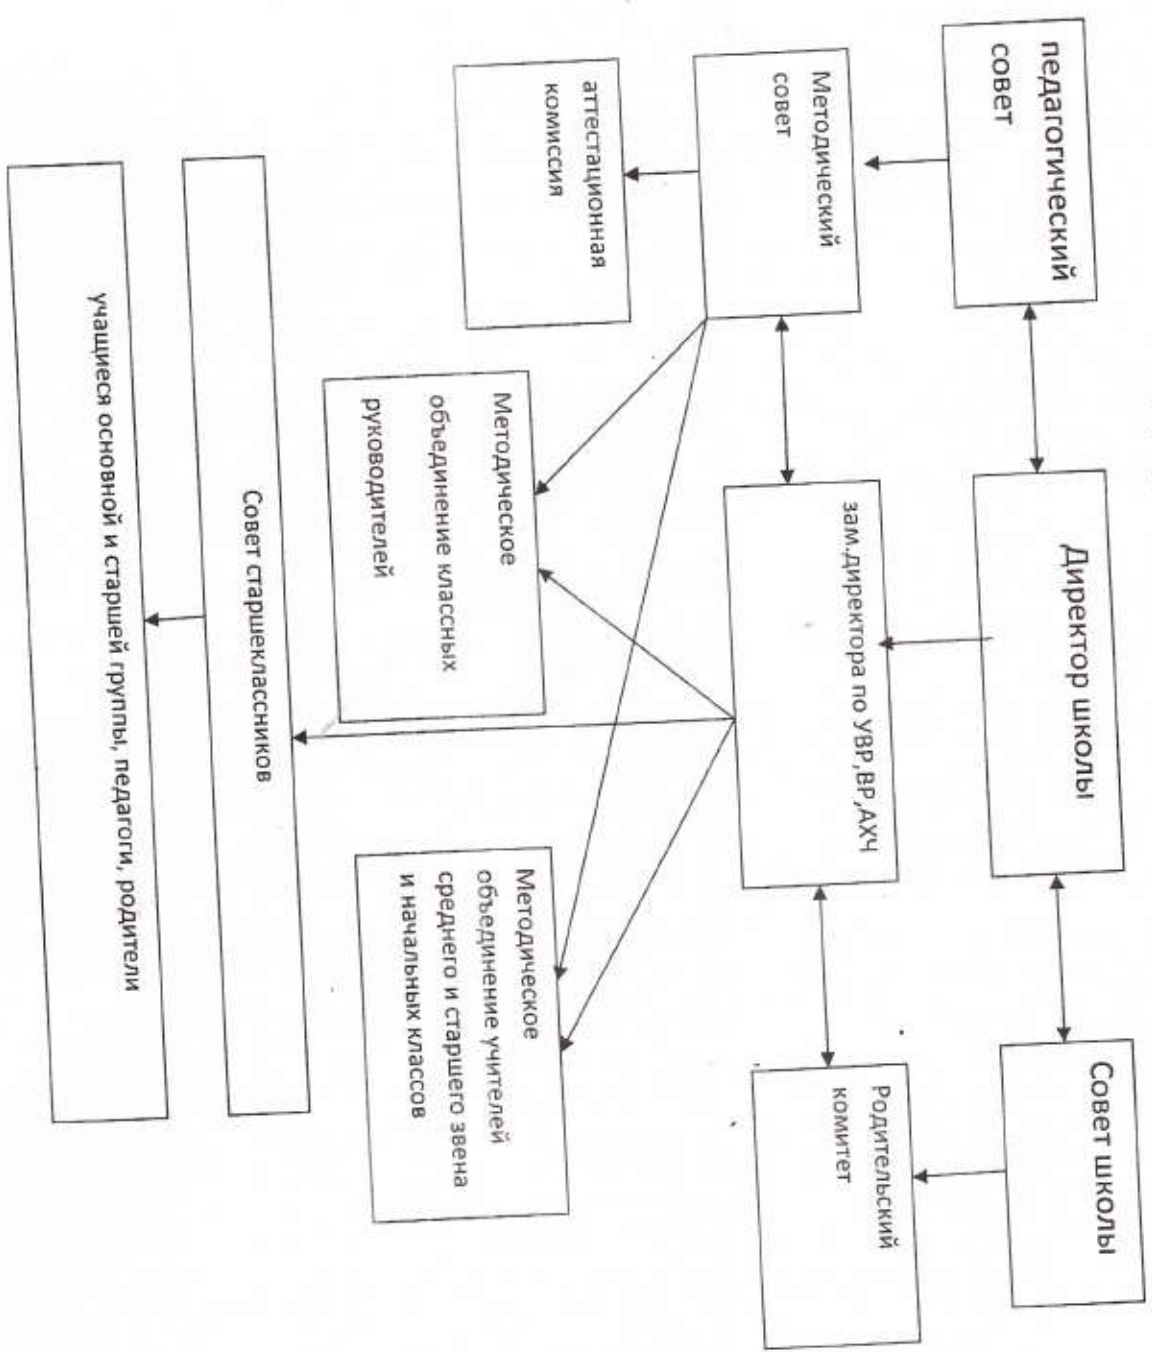 педагогический
совет
Директор школы
Совет школы
Методический
совет
зам.директора по УВР,ВР,АХЧ
Родительский
комитет
аттестационная
комиссия
Методическое
объединение классных
руководителей
Методическое
объединение учителей
среднего и старшего звена
и начальных классов
Совет старшеклассников
учащиеся основной и старшей группы, педагоги, родители